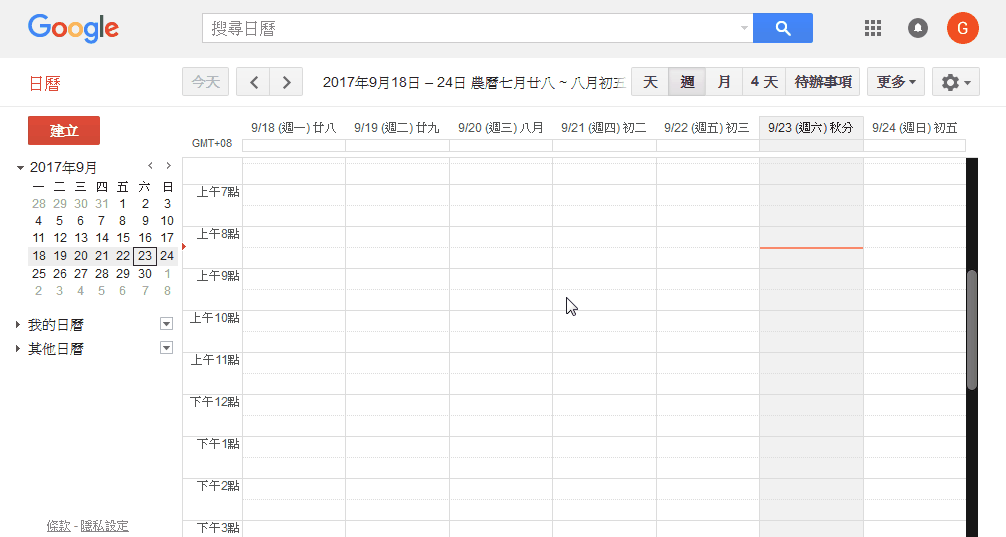 Google
搜尋日曆
G
日曆
今天
2017年9月18日 – 24日 農曆七月廿八 ~ 八月初五
天 週 月 4 天 待辦事項
更多
建立
2017年9月
一 二 三 四 五 六 日
28 29 30 31 1 2 3
4 5 6 7 8 9 10
11 12 13 14 15 16 17
18 19 20 21 22 23 24
25 26 27 28 29 30 1
2 3 4 5 6 7 8
我的日曆
其他日曆
條款 - 隱私設定
9/18 (週一) 廿八 9/19 (週二) 廿九 9/20 (週三) 八月 9/21 (週四) 初二 9/22 (週五) 初三 9/23 (週六) 秋分 9/24 (週日) 初五
GMT+08
上午7點
上午8點
上午9點
上午10點
上午11點
下午12點
下午1點
下午2點
下午3點